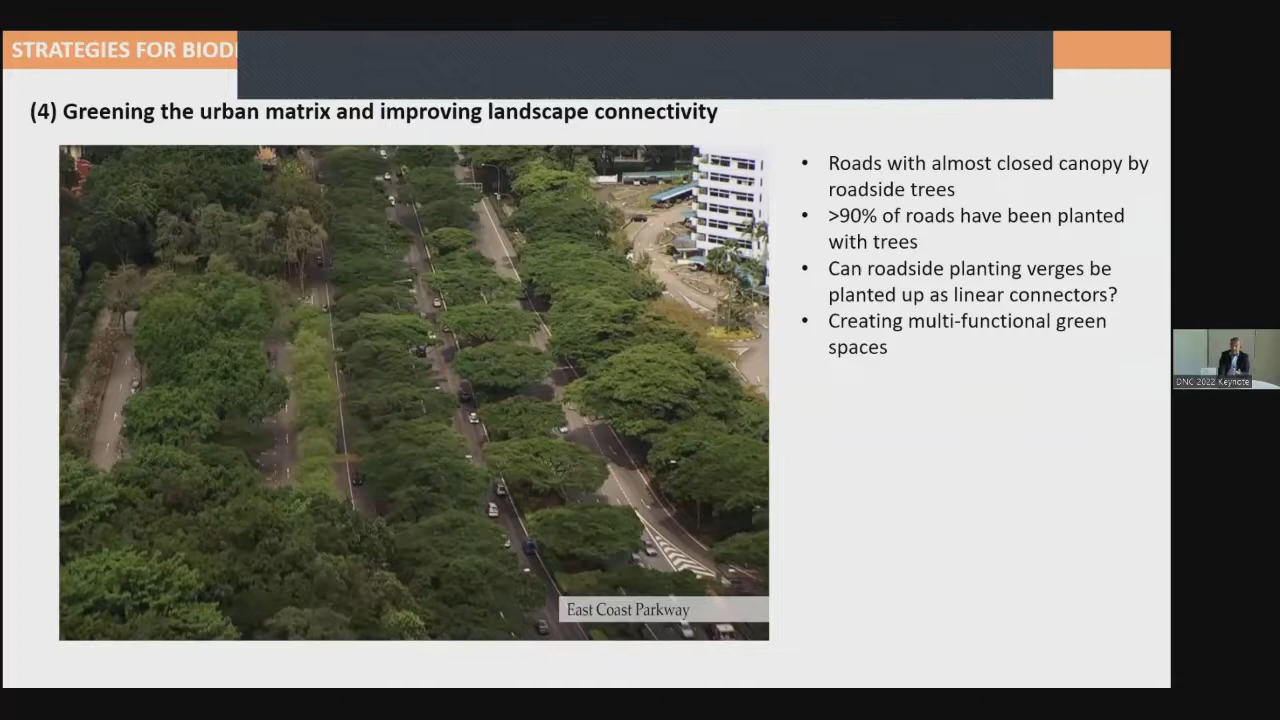 STRATEGIES FOR
(4) Greening the urban matrix and improving landscape connectivity
• Roads with almost closed canopy by
roadside trees
• >90% of roads have been planted
with trees
• Can roadside planting verges be
planted up as linear connectors?
• Creating multi-functional green
spaces
East Coast Parkway
DNC 2022 Keynote